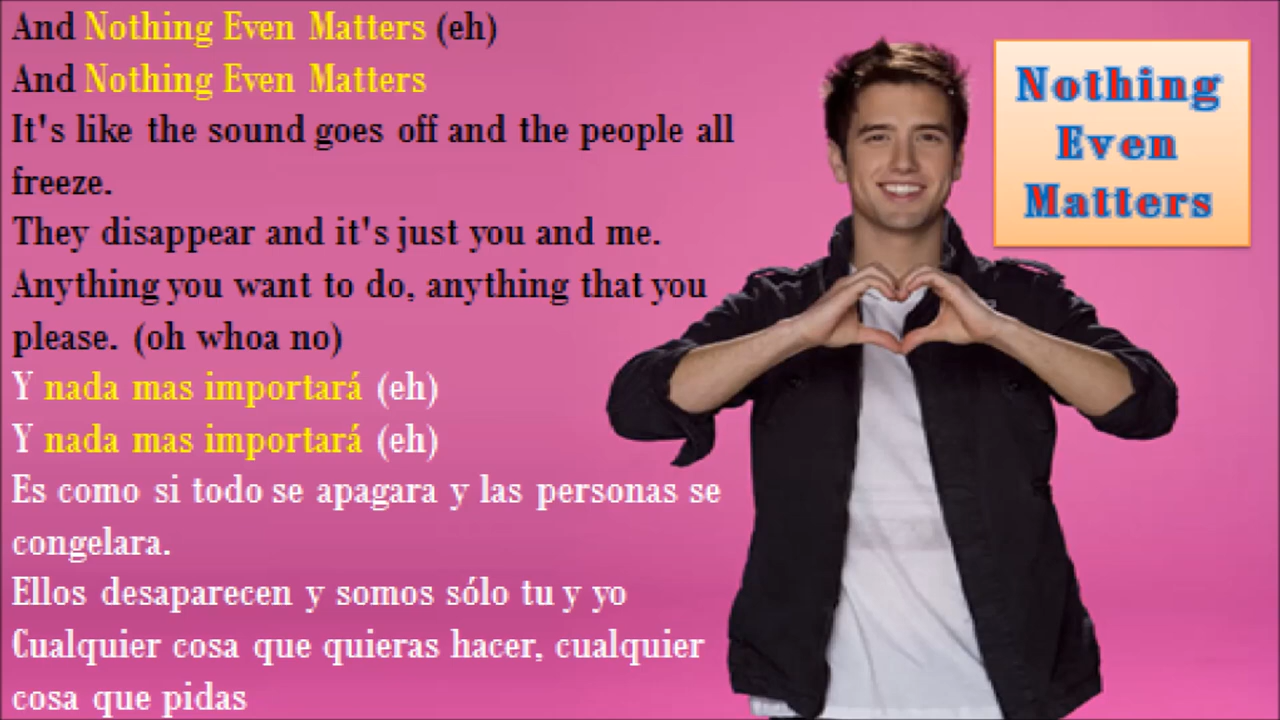 And Nothing Even Matters (eh)
And Nothing Even Matters
It's like the sound goes off and the people all
freeze.
They disappear and it's just you and me.
Anything you want to do, anything that you
please. (oh whoa no)
Y nada mas importará (eh)
Y nada mas importará (eh)
Es como si todo se apagara y las personas se
congelara.
Ellos desaparecen y somos sólo tu y yo
Cualquier cosa que quieras hacer, cualquier
cosa que pidas
Nothing
Even
Matters